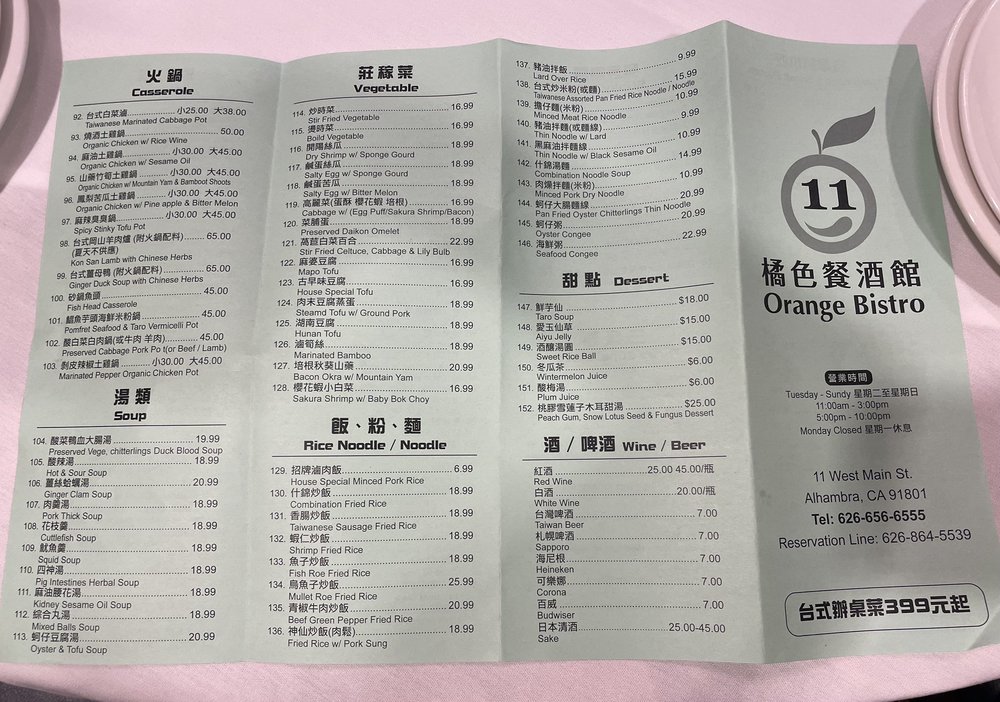 火鍋
Casserole
92. 台式白菜滷 小25.00 大38.00
Taiwanese Marinated Cabbage Pot
93. 燒酒土雞鍋 50.00
Organic Chicken w/ Rice Wine
94. 麻油土雞鍋 小30.00 大45.00
Organic Chicken w/ Sesame Oil
95. 山藥竹筍土雞鍋 小30.00 大45.00
Organic Chicken w/ Mountain Yam & Bamboot Shoots
96. 鳳梨苦瓜土雞鍋 小30.00 大45.00
Organic Chicken w/ Pine apple & Bitter Melon
97. 麻辣臭臭鍋 小30.00 大45.00
Spicy Stinky Tofu Pot
98. 台式岡山羊肉爐 (附火鍋配料) 65.00
(夏天不供應)
Kon San Lamb with Chinese Herbs
99. 台式薑母鴨 (附火鍋配料) 65.00
Ginger Duck Soup with Chinese Herbs
100. 砂鍋魚頭 45.00
Fish Head Casserole
101. 鯧魚芋頭海鮮米粉鍋 45.00
Pomfret Seafood & Taro Vermicelli Pot
102. 酸白菜白肉鍋(或牛肉 羊肉) 45.00
Preserved Cabbage Pork Po t(or Beef / Lamb)
103. 剝皮辣椒土雞鍋 小30.00 大45.00
Marinated Pepper Organic Chicken Pot
湯類
Soup
104. 酸菜鴨血大腸湯 19.99
Preserved Vege, chitterlings Duck Blood Soup
105. 酸辣湯 18.99
Hot & Sour Soup
106. 薑絲蛤蠣湯 20.99
Ginger Clam Soup
107. 肉羹湯 18.99
Pork Thick Soup
108. 花枝羹 18.99
Cuttlefish Soup
109. 魷魚羹 18.99
Squid Soup
110. 四神湯 18.99
Pig Intestines Herbal Soup
111. 麻油腰花湯 18.99
Kidney Sesame Oil Soup
112. 綜合丸湯 18.99
Mixed Balls Soup
113. 蚵仔豆腐湯 20.99
Oyster & Tofu Soup
莊稼菜
Vegetable
114. 炒時菜 16.99
Stir Fried Vegetable
115. 燙時菜 16.99
Boild Vegetable
116. 開陽絲瓜 18.99
Dry Shrimp w/ Sponge Gourd
117. 鹹蛋絲瓜 18.99
Salty Egg w/ Sponge Gourd
118. 鹹蛋苦瓜 18.99
Salty Egg w/ Bitter Melon
119. 高麗菜(蛋酥 櫻花蝦 培根) 16.99
Cabbage w/ (Egg Puff/Sakura Shrimp/Bacon)
120. 菜脯蛋 18.99
Preserved Daikon Omelet
121. 萵苣白菜百合 22.99
Stir Fried Celtuce, Cabbage & Lily Bulb
122. 麻婆豆腐 16.99
Mapo Tofu
123. 古早味豆腐 16.99
House Special Tofu
124. 肉末豆腐蒸蛋 18.99
Steamd Tofu w/ Ground Pork
125. 湖南豆腐 18.99
Hunan Tofu
126. 滷筍絲 18.99
Marinated Bamboo
127. 培根秋葵山藥 20.99
Bacon Okra w/ Mountain Yam
128. 櫻花蝦小白菜 16.99
Sakura Shrimp w/ Baby Bok Choy
飯、粉、麵
Rice Noodle / Noodle
129. 招牌滷肉飯 6.99
House Special Minced Pork Rice
130. 什錦炒飯 18.99
Combination Fried Rice
131. 香腸炒飯 18.99
Taiwanese Sausage Fried Rice
132. 蝦仁炒飯 18.99
Shrimp Fried Rice
133. 魚子炒飯 18.99
Fish Roe Fried Rice
134. 烏魚子炒飯 25.99
Mullet Roe Fried Rice
135. 青椒牛肉炒飯 20.99
Beef Green Pepper Fried Rice
136. 神仙炒飯(肉鬆) 18.99
Fried Rice w/ Pork Sung
137. 豬油拌飯 9.99
Lard Over Rice
138. 台式炒米粉(或麵) 15.99
Taiwanese Assorted Pan Fried Rice Noodle / Noodle
139. 擔仔麵(米粉) 10.99
Minced Meat Rice Noodle
140. 豬油拌麵(或麵線) 9.99
Thin Noodle w/ Lard
141. 黑麻油拌麵線 10.99
Thin Noodle w/ Black Sesame Oil
142. 什錦湯麵 14.99
Combination Noodle Soup
143. 肉燥拌麵(米粉) 10.99
Minced Pork Dry Noodle
144. 蚵仔大腸麵線 20.99
Pan Fried Oyster Chitterlings Thin Noodle
145. 蚵仔粥 20.99
Oyster Congee
146. 海鮮粥 22.99
Seafood Congee
甜點 Dessert
147. 鮮芋仙 $18.00
Taro Soup
148. 愛玉仙草 $15.00
Aiyu Jelly
149. 酒釀湯圓 $15.00
Sweet Rice Ball
150. 冬瓜茶 $6.00
Wintermelon Juice
151. 酸梅湯 $6.00
Plum Juice
152. 桃膠雪蓮子木耳甜湯 $25.00
Peach Gum, Snow Lotus Seed & Fungus Dessert
酒 / 啤酒 Wine / Beer
紅酒 25.00 45.00/瓶
Red Wine
白酒 20.00/瓶
White Wine
台灣啤酒 7.00
Taiwan Beer
札幌啤酒 7.00
Sapporo
海尼根 7.00
Heineken
可樂娜 7.00
Corona
百威 7.00
Budwiser
日本清酒 25.00-45.00
Sake
11
橘色餐酒館
Orange Bistro
營業時間
Tuesday - Sundy 星期二至星期日
11:00am - 3:00pm
5:00pm - 10:00pm
Monday Closed 星期一休息
11 West Main St.
Alhambra, CA 91801
Tel: 626-656-6555
Reservation Line: 626-864-5539
台式辦桌菜399元起